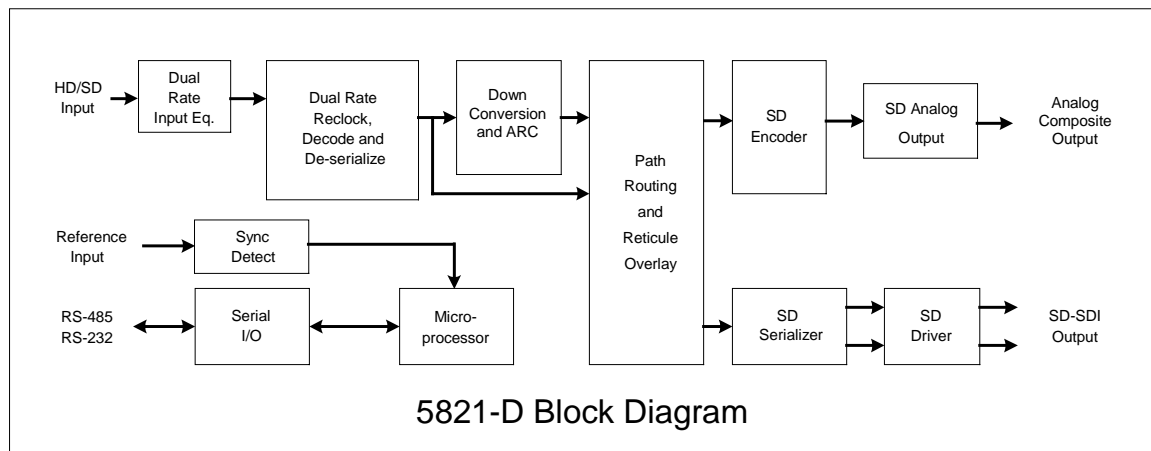 HD/SD
Input
Dual
Rate
Input Eq.
Dual Rate
Reclock,
Decode and
De-serialize
Down
Conversion
and ARC
Path
Routing
and
Reticule
Overlay
SD
Encoder
SD Analog
Output
Analog
Composite
Output
Reference
Input
Sync
Detect
RS-485
RS-232
Serial
I/O
Micro-
processor
SD
Serializer
SD
Driver
SD-SDI
Output
5821-D Block Diagram